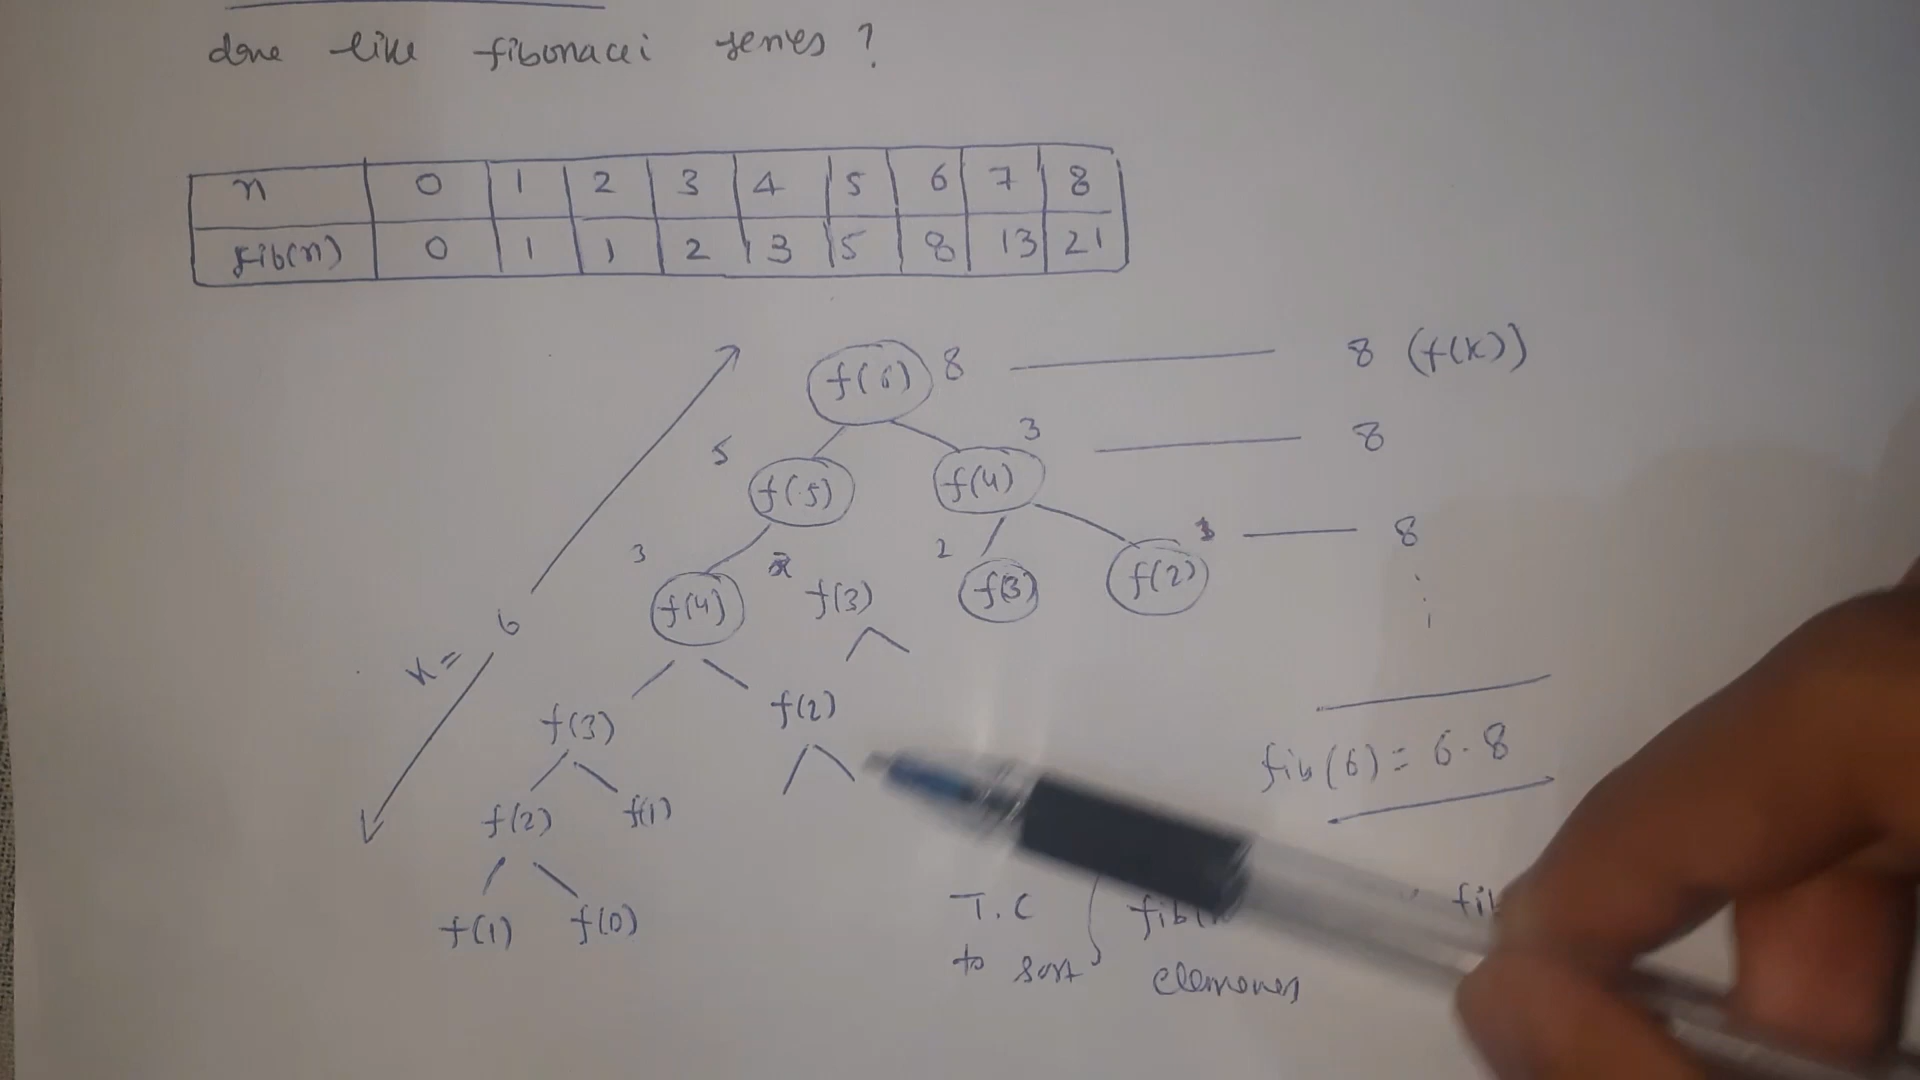 done like fibonacci series ?
n 0 1 2 3 4 5 6 7 8
fib(n) 0 1 1 2 3 5 8 13 21
f(6) 8 8 (f(k))
5 3 8
f(5) f(4)
3 2 2 1 8
f(4) f(3) f(3) f(2)
k = 6
f(3) f(2)
fib(6) = 6.8
f(2) f(1)
f(1) f(0)
T.C
to sort elements